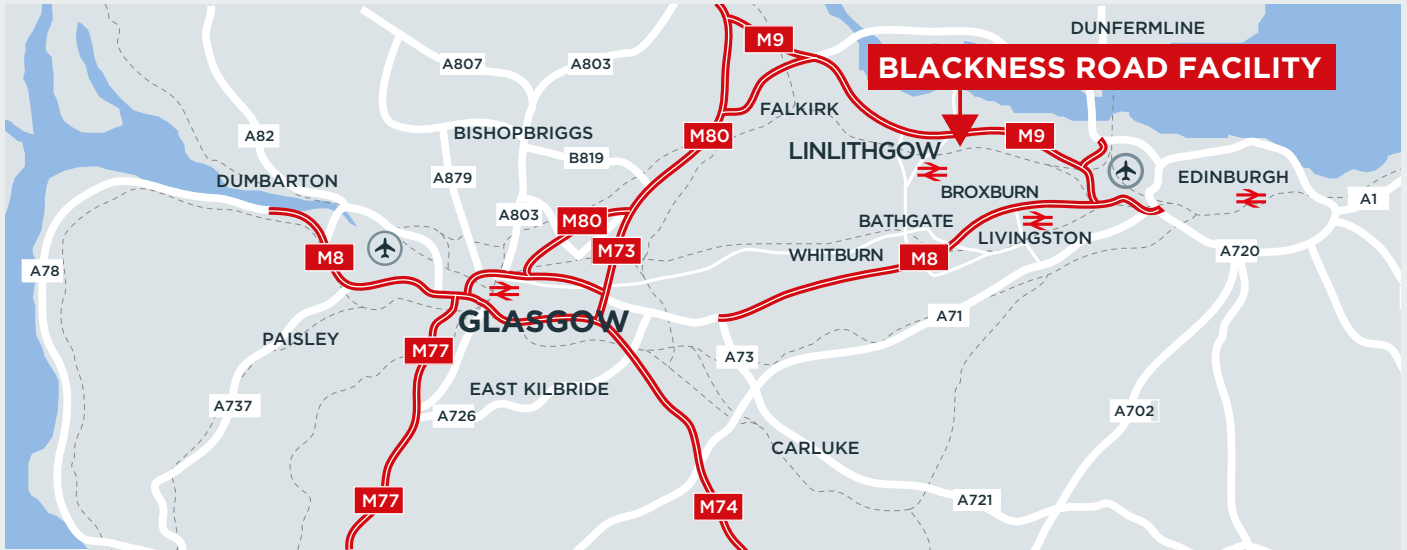 M9
DUNFERMLINE
BLACKNESS ROAD FACILITY
A807
A803
FALKIRK
A82
BISHOPBRIGGS
M80
M9
LINLITHGOW
B819
A879
DUMBARTON
EDINBURGH
BROXBURN
A1
A803
M80
BATHGATE
LIVINGSTON
M73
WHITBURN
M8
M8
A720
A78
GLASGOW
A71
PAISLEY
M77
A73
EAST KILBRIDE
A737
A726
A702
CARLUKE
M77
M74
A721